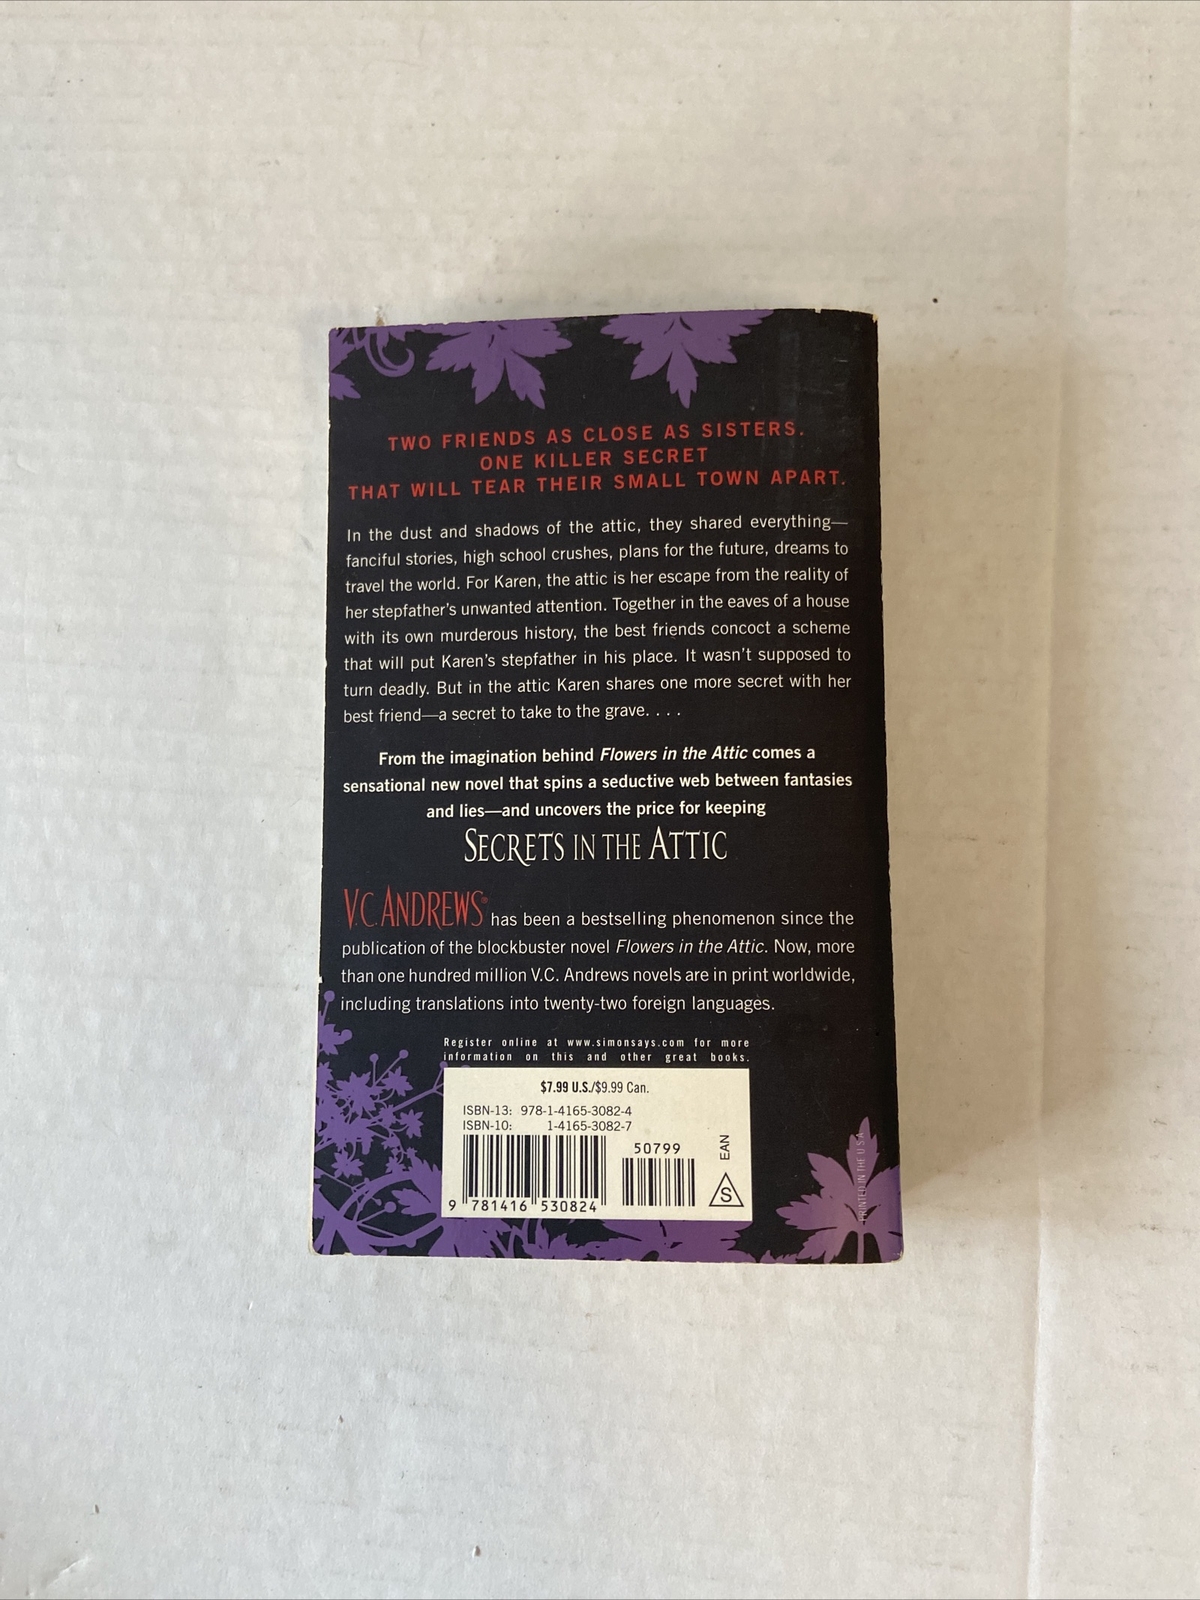 TWO FRIENDS AS CLOSE AS SISTERS.
ONE KILLER SECRET
THAT WILL TEAR THEIR SMALL TOWN APART.
In the dust and shadows of the attic, they shared everything—
fanciful stories, high school crushes, plans for the future, dreams to
travel the world. For Karen, the attic is her escape from the reality of
her stepfather's unwanted attention. Together in the eaves of a house
with its own murderous history, the best friends concoct a scheme
that will put Karen's stepfather in his place. It wasn't supposed to
turn deadly. But in the attic Karen shares one more secret with her
best friend—a secret to take to the grave. . . .
From the imagination behind Flowers in the Attic comes a
sensational new novel that spins a seductive web between fantasies
and lies—and uncovers the price for keeping
SECRETS IN THE ATTIC
V.C. ANDREWS® has been a bestselling phenomenon since the
publication of the blockbuster novel Flowers in the Attic. Now, more
than one hundred million V.C. Andrews novels are in print worldwide,
including translations into twenty-two foreign languages.
Register online at www.simonsays.com for more
information on this and other great books.
$7.99 U.S./$9.99 Can.
ISBN-13: 978-1-4165-3082-4
ISBN-10: 1-4165-3082-7
50799
EAN
S
9 781416 530824
PRINTED IN THE U.S.A.